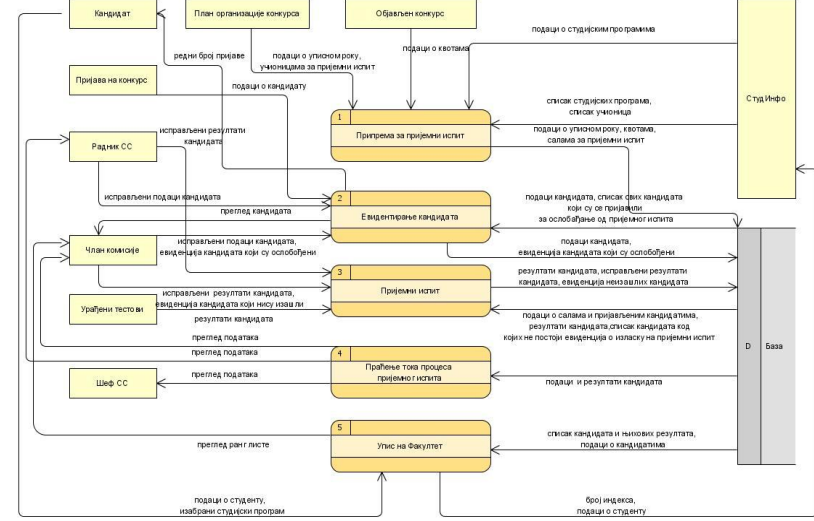 Кандидат
План организације конкурса
Објављен конкурс
подаци о студијским програмима
редни број пријаве
подаци о уписном року,
учионицама за пријемни испит
подаци о квотама
Пријава на конкурс
подаци о кандидату
Студ Инфо
списак студијских програма,
списак учионица
1
Припрема за пријемни испит
исправљени резултати
кандидата
подаци о уписном року, квотама,
салама за пријемни испит
Радник СС
исправљени подаци кандидата
преглед кандидата
2
Евидентирање кандидата
подаци кандидата, списак свих кандидата
који су се пријавили
за ослобађање од пријемног испита
Члан комисије
исправљени подаци кандидата,
евиденција кандидата који су ослобођени
подаци кандидата,
евиденција кандидата који су ослобођени
3
Пријемни испит
резултати кандидата, исправљени резултати
кандидата, евиденција неизашлих кандидата
исправљени резултати кандидата,
евиденција кандидата који нису изашли
Урађени тестови
резултати кандидата
подаци о салама и пријављеним кандидатима,
резултати кандидата,списак кандидата код
којих не постоји евиденција о изласку на пријемни испит
D
База
преглед података
преглед података
4
Праћење тока процеса
пријемног испита
Шеф СС
преглед података
подаци и резултати кандидата
5
Упис на Факултет
преглед ранг листе
списак кандидата и њихових резултата,
подаци о кандидатима
подаци о студенту,
изабрани студијски програм
број индекса,
подаци о студенту